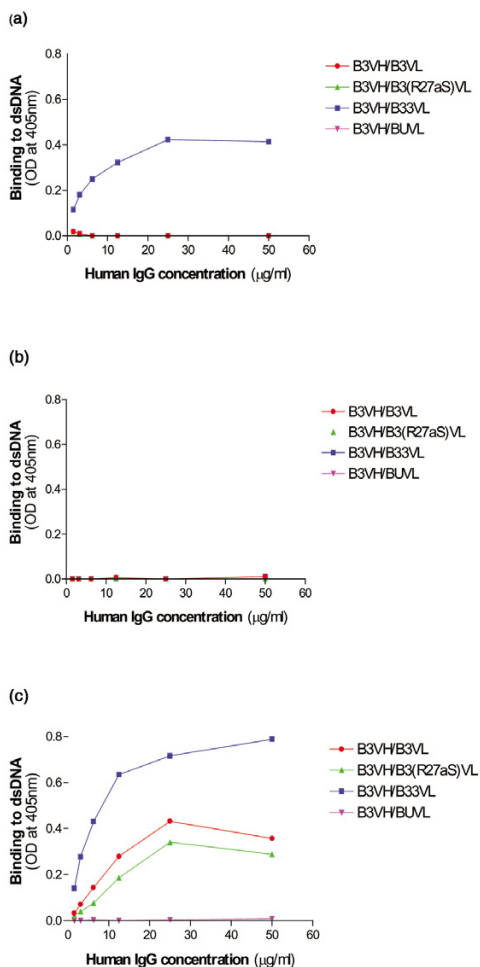 (a)
0.8
0.6
0.4
0.2
0.0
Binding to dsDNA
(OD at 405nm)
0 10 20 30 40 50 60
Human IgG concentration (µg/ml)
B3VH/B3VL
B3VH/B3(R27aS)VL
B3VH/B33VL
B3VH/BUVL
(b)
0.8
0.6
0.4
0.2
0.0
Binding to dsDNA
(OD at 405nm)
0 10 20 30 40 50 60
Human IgG concentration (µg/ml)
B3VH/B3VL
B3VH/B3(R27aS)VL
B3VH/B33VL
B3VH/BUVL
(c)
0.8
0.6
0.4
0.2
0.0
Binding to dsDNA
(OD at 405nm)
0 10 20 30 40 50 60
Human IgG concentration (µg/ml)
B3VH/B3VL
B3VH/B3(R27aS)VL
B3VH/B33VL
B3VH/BUVL